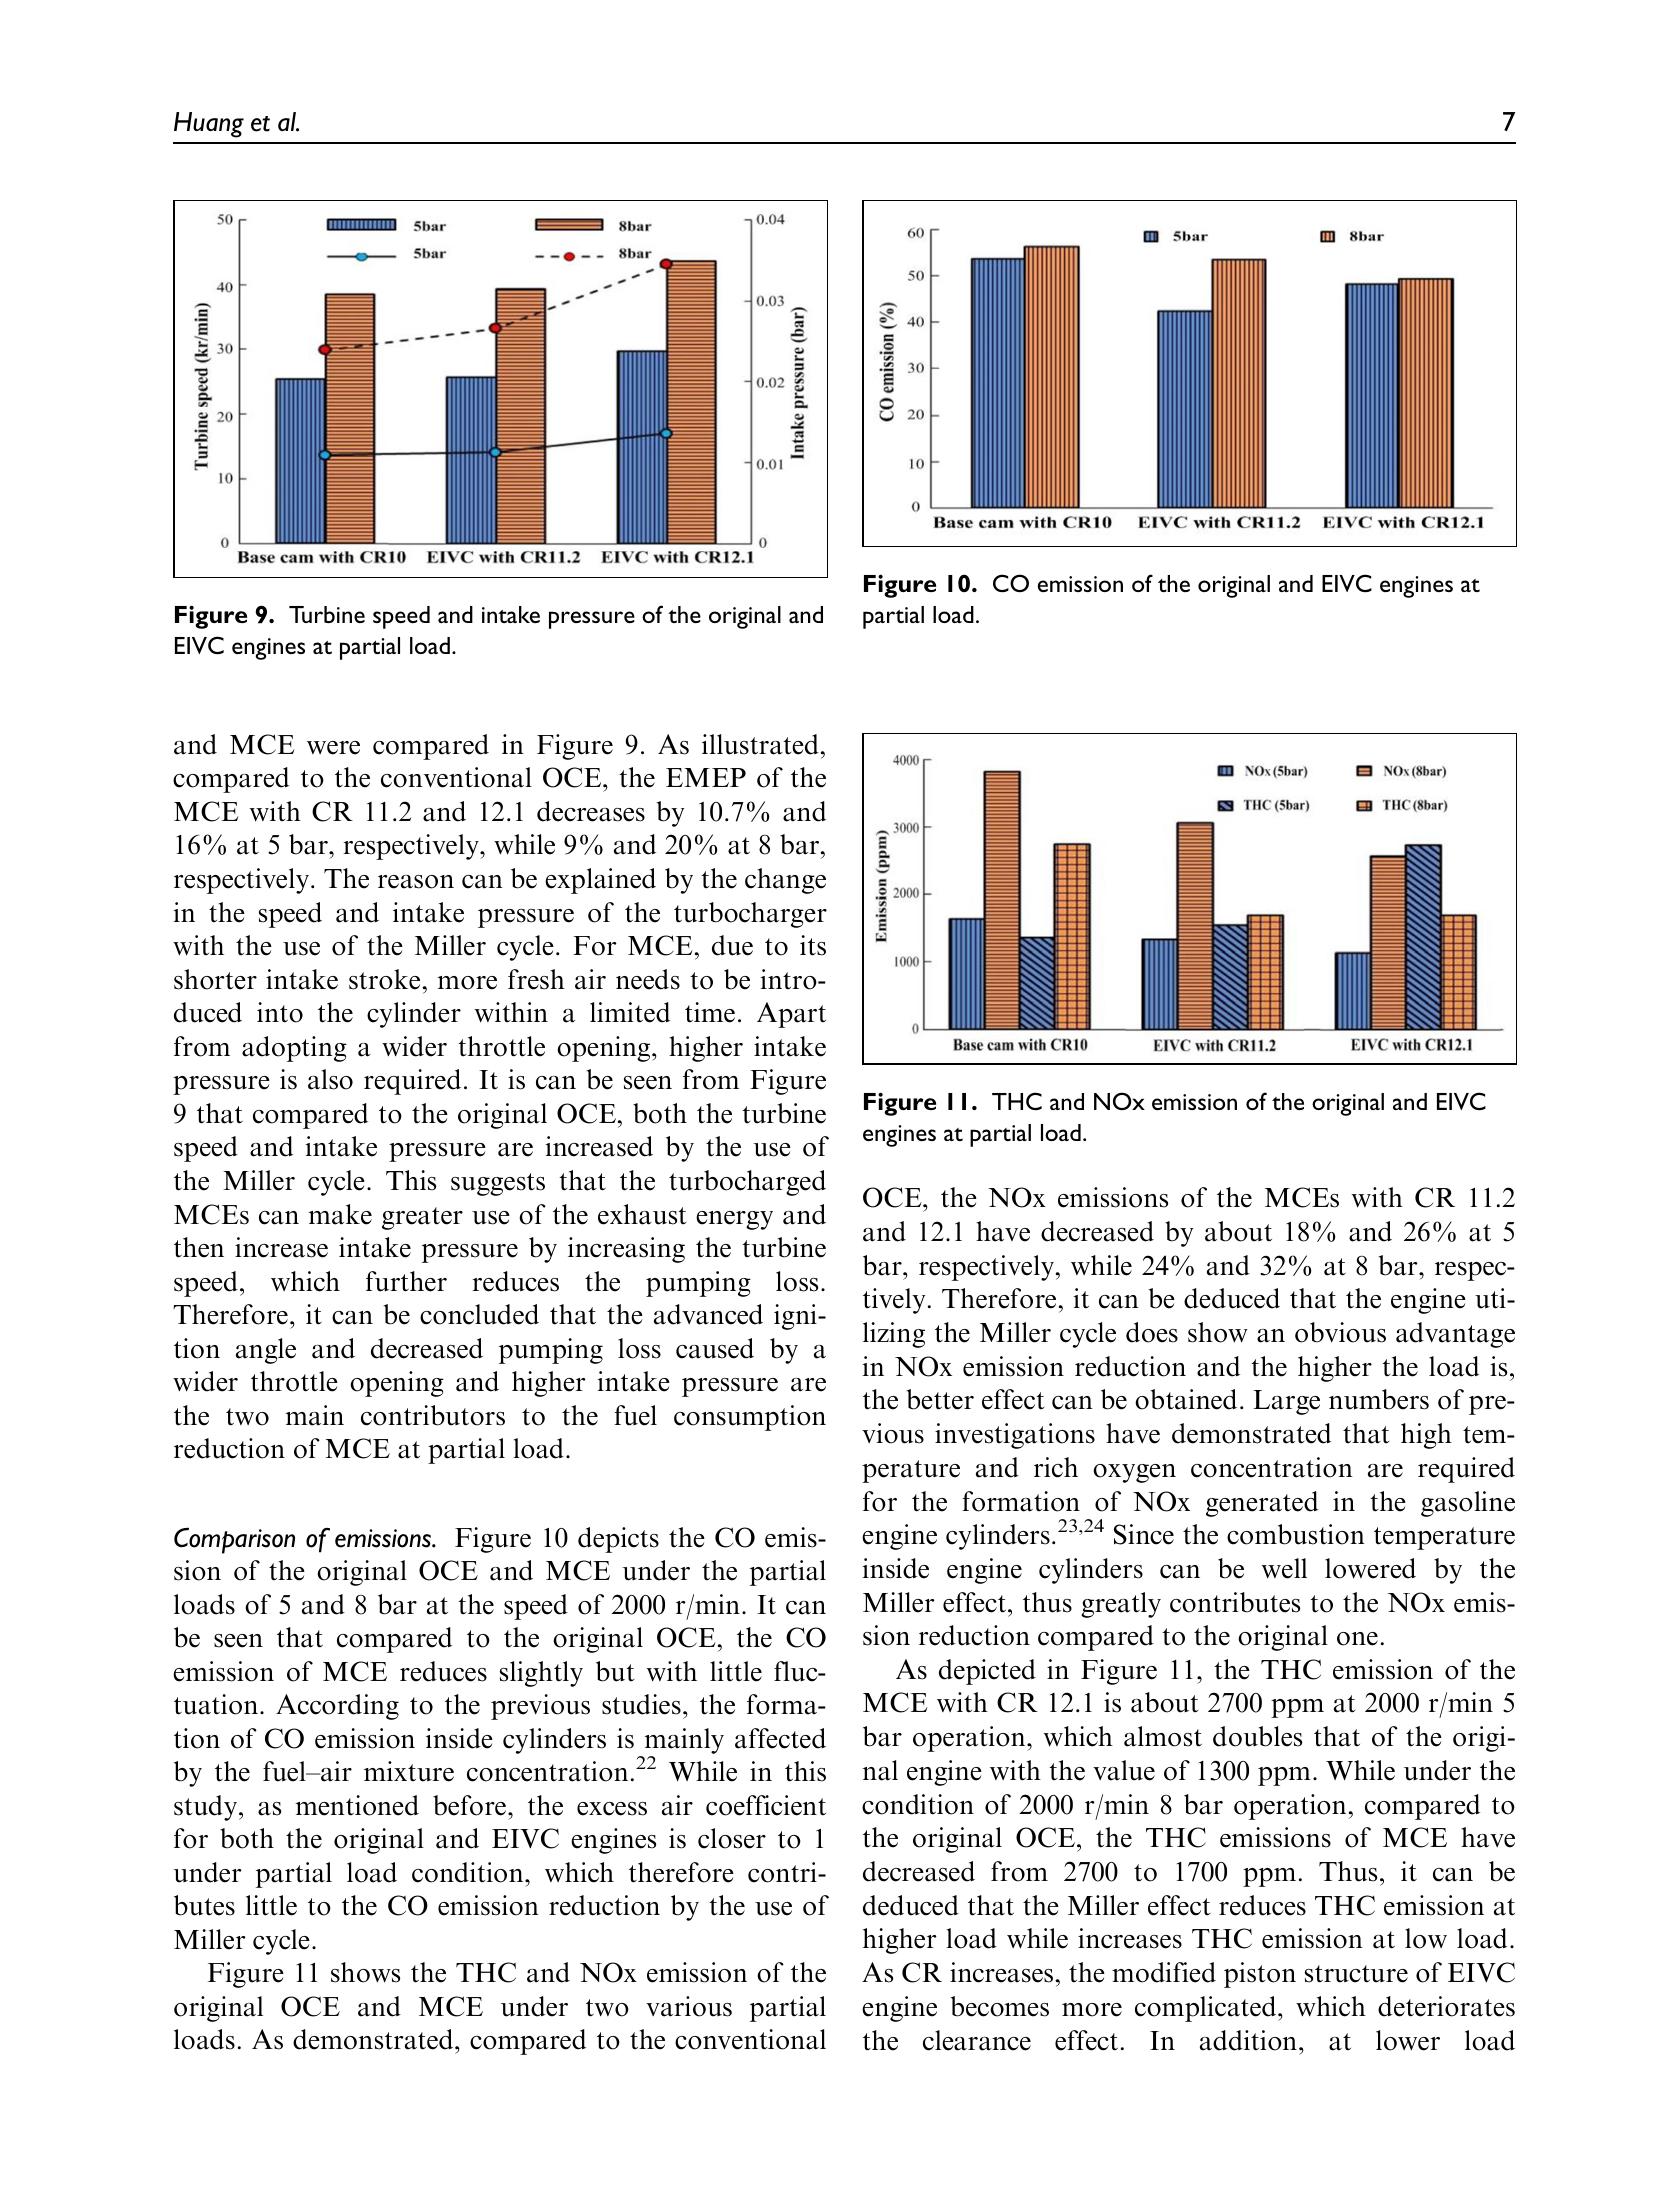 Huang et al.
7
50
40
30
20
10
0
Turbine speed (kr/min)
5bar
8bar
5bar
8bar
0.04
0.03
0.02
0.01
0
Intake pressure (bar)
Base cam with CR10
EIVC with CR11.2
EIVC with CR12.1
Figure 9. Turbine speed and intake pressure of the original and
EIVC engines at partial load.
and MCE were compared in Figure 9. As illustrated,
compared to the conventional OCE, the EMEP of the
MCE with CR 11.2 and 12.1 decreases by 10.7% and
16% at 5 bar, respectively, while 9% and 20% at 8 bar,
respectively. The reason can be explained by the change
in the speed and intake pressure of the turbocharger
with the use of the Miller cycle. For MCE, due to its
shorter intake stroke, more fresh air needs to be intro-
duced into the cylinder within a limited time. Apart
from adopting a wider throttle opening, higher intake
pressure is also required. It is can be seen from Figure
9 that compared to the original OCE, both the turbine
speed and intake pressure are increased by the use of
the Miller cycle. This suggests that the turbocharged
MCEs can make greater use of the exhaust energy and
then increase intake pressure by increasing the turbine
speed, which further reduces the pumping loss.
Therefore, it can be concluded that the advanced igni-
tion angle and decreased pumping loss caused by a
wider throttle opening and higher intake pressure are
the two main contributors to the fuel consumption
reduction of MCE at partial load.
Comparison of emissions. Figure 10 depicts the CO emis-
sion of the original OCE and MCE under the partial
loads of 5 and 8 bar at the speed of 2000 r/min. It can
be seen that compared to the original OCE, the CO
emission of MCE reduces slightly but with little fluc-
tuation. According to the previous studies, the forma-
tion of CO emission inside cylinders is mainly affected
by the fuel–air mixture concentration.22 While in this
study, as mentioned before, the excess air coefficient
for both the original and EIVC engines is closer to 1
under partial load condition, which therefore contri-
butes little to the CO emission reduction by the use of
Miller cycle.
Figure 11 shows the THC and NOx emission of the
original OCE and MCE under two various partial
loads. As demonstrated, compared to the conventional
60
50
40
30
20
10
0
CO emission (%)
5bar
8bar
Base cam with CR10
EIVC with CR11.2
EIVC with CR12.1
Figure 10. CO emission of the original and EIVC engines at
partial load.
4000
3000
2000
1000
0
Emission (ppm)
NOx(5bar)
NOx(8bar)
THC (5bar)
THC (8bar)
Base cam with CR10
EIVC with CR11.2
EIVC with CR12.1
Figure 11. THC and NOx emission of the original and EIVC
engines at partial load.
OCE, the NOx emissions of the MCEs with CR 11.2
and 12.1 have decreased by about 18% and 26% at 5
bar, respectively, while 24% and 32% at 8 bar, respec-
tively. Therefore, it can be deduced that the engine uti-
lizing the Miller cycle does show an obvious advantage
in NOx emission reduction and the higher the load is,
the better effect can be obtained. Large numbers of pre-
vious investigations have demonstrated that high tem-
perature and rich oxygen concentration are required
for the formation of NOx generated in the gasoline
engine cylinders.23,24 Since the combustion temperature
inside engine cylinders can be well lowered by the
Miller effect, thus greatly contributes to the NOx emis-
sion reduction compared to the original one.
As depicted in Figure 11, the THC emission of the
MCE with CR 12.1 is about 2700 ppm at 2000 r/min 5
bar operation, which almost doubles that of the origi-
nal engine with the value of 1300 ppm. While under the
condition of 2000 r/min 8 bar operation, compared to
the original OCE, the THC emissions of MCE have
decreased from 2700 to 1700 ppm. Thus, it can be
deduced that the Miller effect reduces THC emission at
higher load while increases THC emission at low load.
As CR increases, the modified piston structure of EIVC
engine becomes more complicated, which deteriorates
the clearance effect. In addition, at lower load